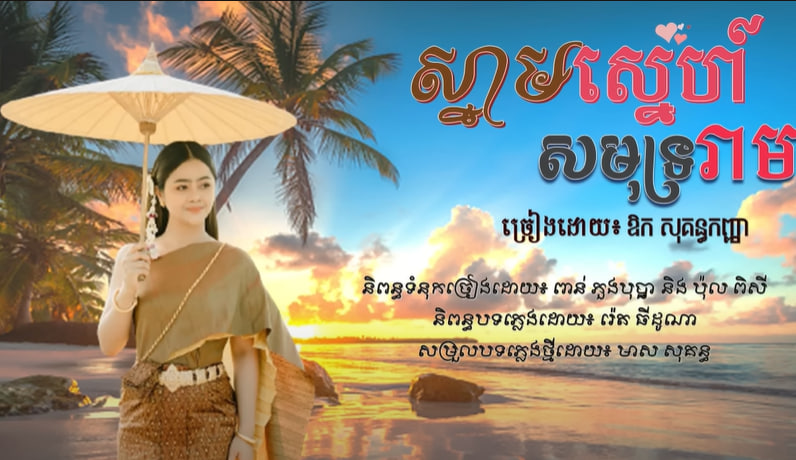 ស្នាមស្នេហ៍
សមុទ្ររាម
ច្រៀងដោយ៖ ឱក សុគន្ធកញ្ញា
និពន្ធទំនុកច្រៀងដោយ៖ ពាន់ ភួងបុប្ផា និង ប៉ុល ពិសី
និពន្ធបទភ្លេងដោយ៖ រ៉េត ធីដូណា
សម្រួលបទភ្លេងថ្មីដោយ៖ មាស សុគន្ធ